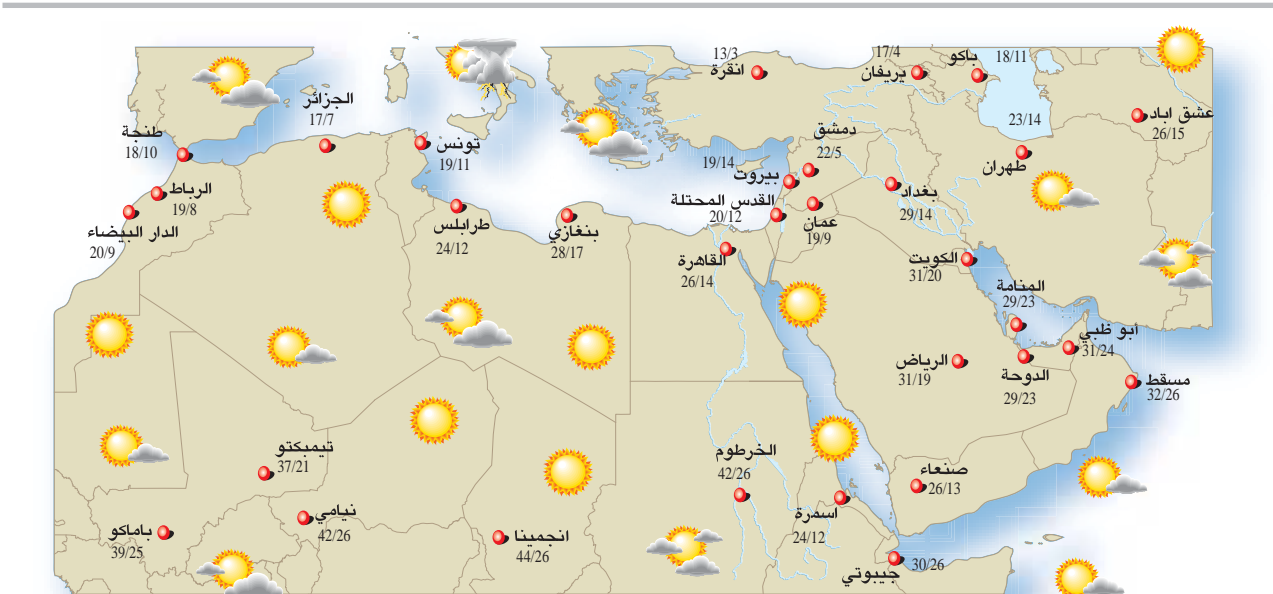 13/3
انقرة
17/4
يريفان
باكو
18/11
عشق اباد
26/15
23/14
طهران
الجزائر
17/7
طنجة
18/10
تونس
19/11
دمشق
22/5
19/14
بيروت
الرباط
19/8
الدار البيضاء
20/9
طرابلس
24/12
بنغازي
28/17
القدس المحتلة
20/12
عمان
19/9
بغداد
29/14
القاهرة
26/14
الكويت
31/20
المنامة
29/23
أبو ظبي
31/24
الرياض
31/19
الدوحة
29/23
مسقط
32/26
تيمبكتو
37/21
الخرطوم
42/26
صنعاء
26/13
نيامي
42/26
باماكو
39/25
انجمينا
44/26
اسمرة
24/12
جيبوتي
30/26